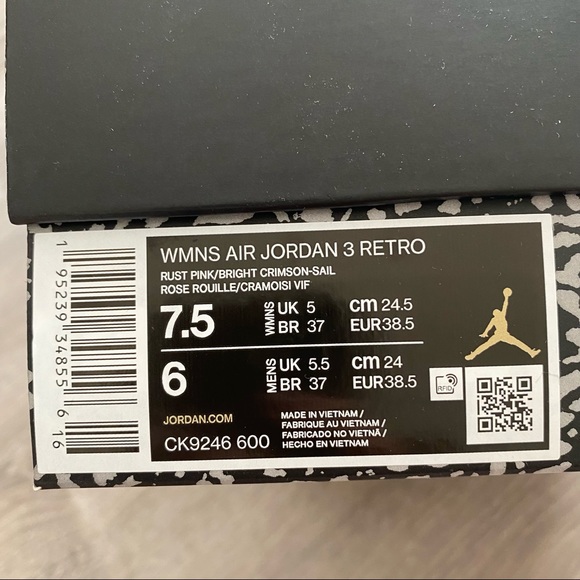 WMNS AIR JORDAN 3 RETRO
RUST PINK/BRIGHT CRIMSON-SAIL
ROSE ROUILLE/CRAMOISI VIF
7.5 WMNS UK 5 cm 24.5
BR 37 EUR38.5
6 MENS UK 5.5 cm 24
BR 37 EUR38.5
JORDAN.COM
CK9246 600
MADE IN VIETNAM /
FABRIQUE AU VIETNAM /
FABRICADO NO VIETNÃ /
HECHO EN VIETNAM
RFID
1 95239 34855 6 16